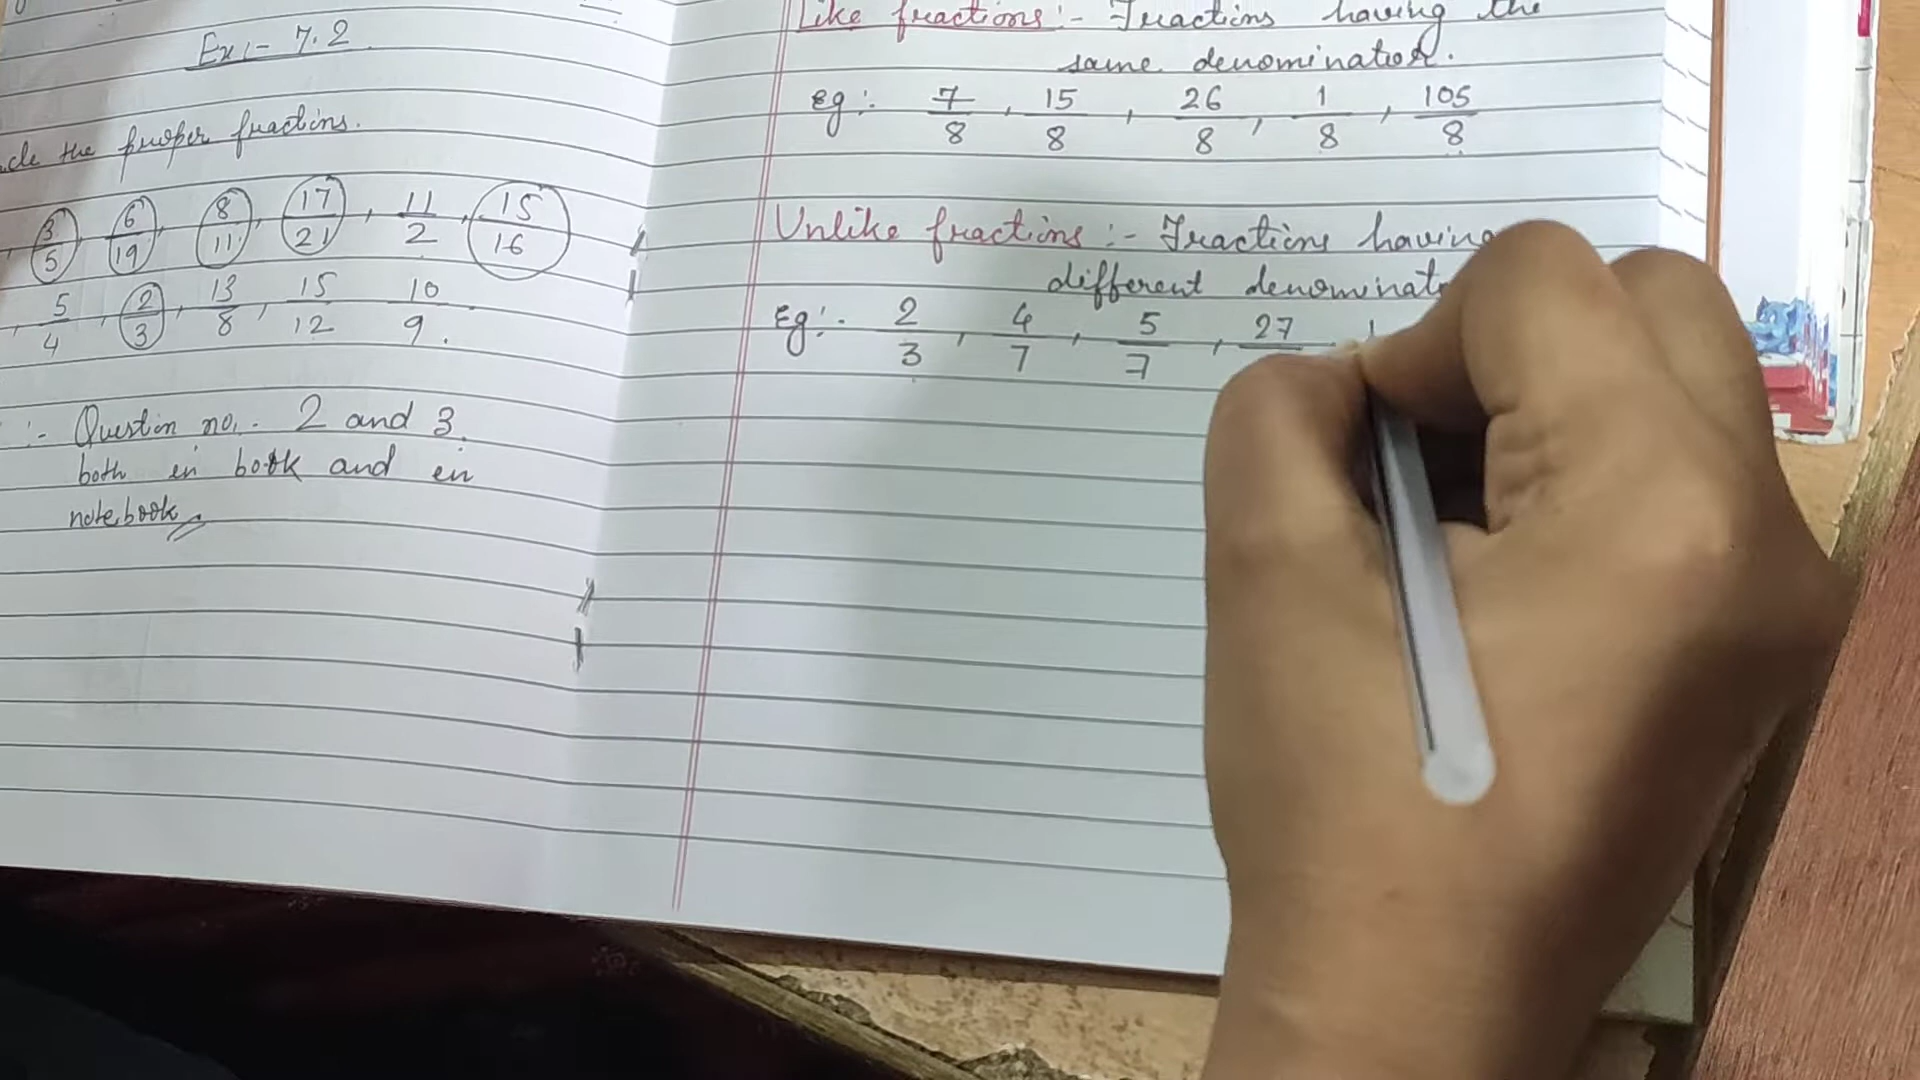 Ex:- 7.2
the proper fractins.
3/5, 6/19, 8/11, 17/21, 11/2, 15/16
5/4, 2/3, 13/8, 15/12 10/9.
:- Question no. - 2 and 3.
both in book and in
notebook
Like fractions :- Fractions having the
same denominator.
eg :- 7/8, 15/8, 26/8, 1/8, 105/8
Unlike fractions :- Fractions having
different
Eg :- 2/3, 4/7, 5/7, 27